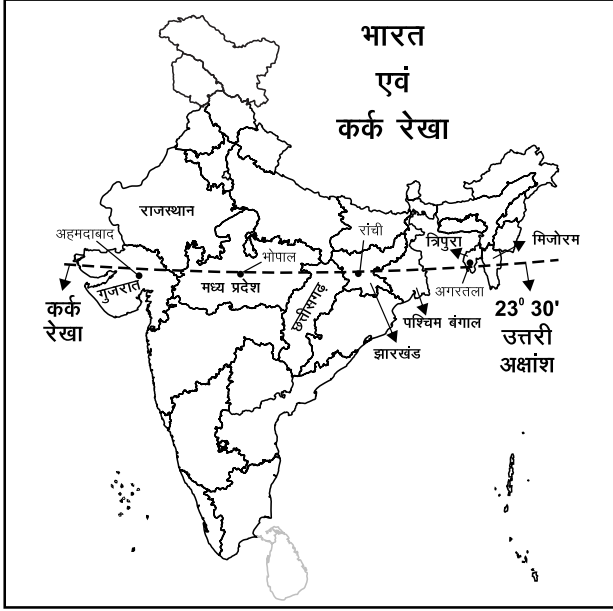 भारत
एवं
कर्क रेखा
राजस्थान
अहमदाबाद
रांची
भोपाल
त्रिपुरा
मिजोरम
गुजरात
मध्य प्रदेश
छत्तीसगढ़
अगरतला
कर्क
रेखा
पश्चिम बंगाल
झारखंड
23⁰ 30'
उत्तरी
अक्षांश